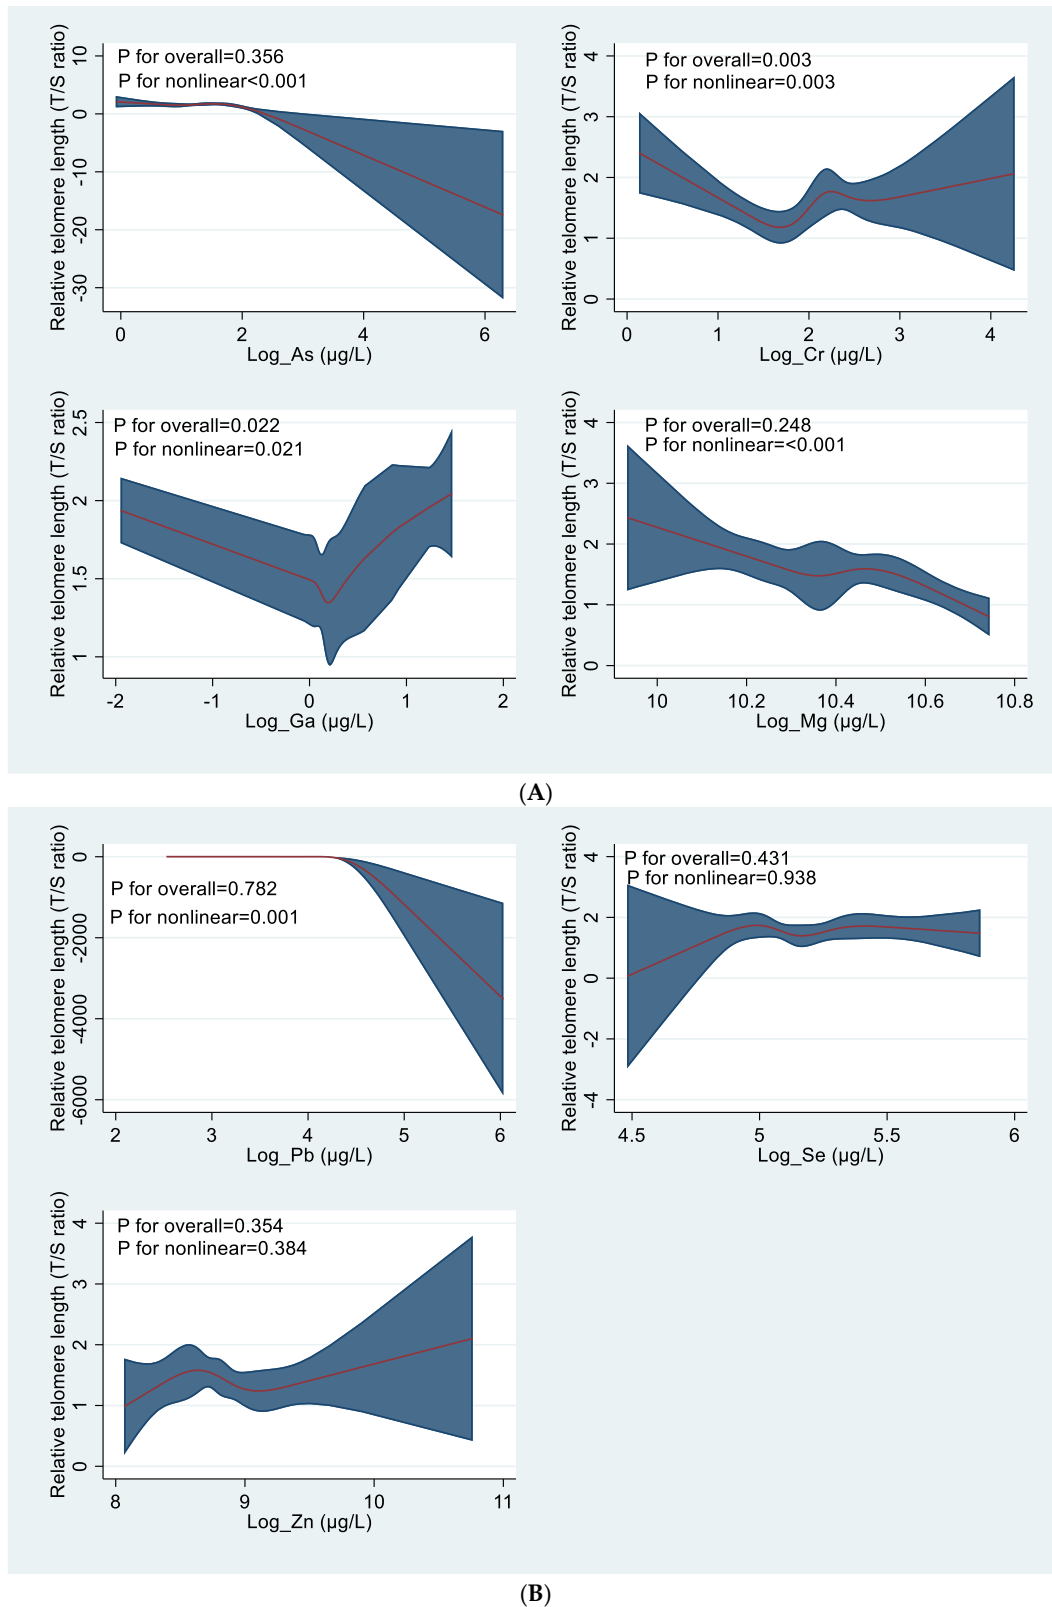 Relative telomere length (T/S ratio)
10
0
-10
-20
-30
P for overall=0.356
P for nonlinear<0.001
0 2 4 6
Log_As (µg/L)
Relative telomere length (T/S ratio)
4
3
2
1
0
P for overall=0.003
P for nonlinear=0.003
0 1 2 3 4
Log_Cr (µg/L)
Relative telomere length (T/S ratio)
2.5
2
1.5
1
P for overall=0.022
P for nonlinear=0.021
-2 -1 0 1 2
Log_Ga (µg/L)
Relative telomere length (T/S ratio)
4
3
2
1
0
P for overall=0.248
P for nonlinear=<0.001
10 10.2 10.4 10.6 10.8
Log_Mg (µg/L)
(A)
Relative telomere length (T/S ratio)
0
-2000
-4000
-6000
P for overall=0.782
P for nonlinear=0.001
2 3 4 5 6
Log_Pb (µg/L)
Relative telomere length (T/S ratio)
4
2
0
-2
-4
P for overall=0.431
P for nonlinear=0.938
4.5 5 5.5 6
Log_Se (µg/L)
Relative telomere length (T/S ratio)
4
3
2
1
0
P for overall=0.354
P for nonlinear=0.384
8 9 10 11
Log_Zn (µg/L)
(B)